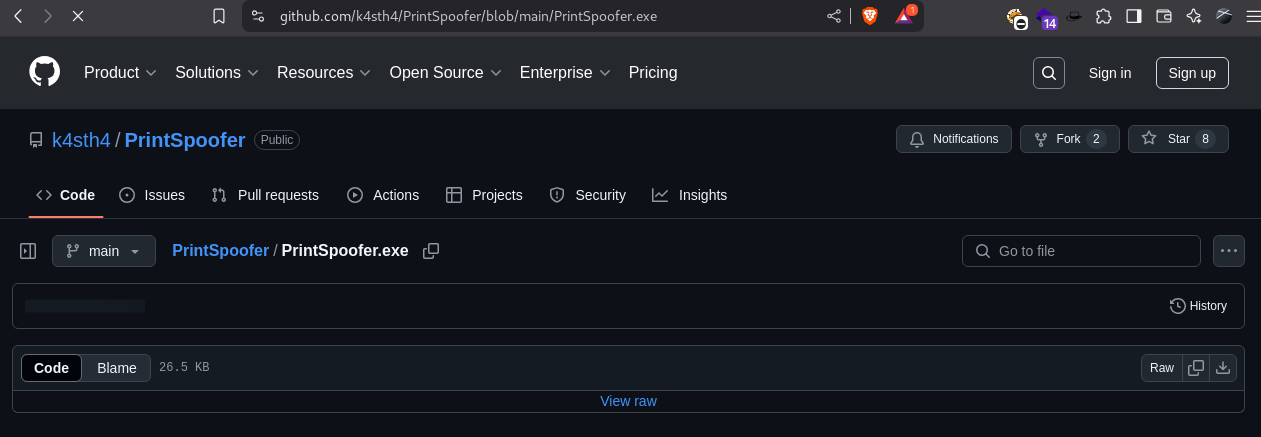 github.com/k4sth4/PrintSpoofer/blob/main/PrintSpoofer.exe 1 14
Product Solutions Resources Open Source Enterprise Pricing Sign in Sign up
k4sth4/PrintSpoofer Public Notifications Fork 2 Star 8
Code Issues Pull requests Actions Projects Security Insights
main PrintSpoofer/PrintSpoofer.exe Go to file
History
Code Blame 26.5 KB Raw
View raw